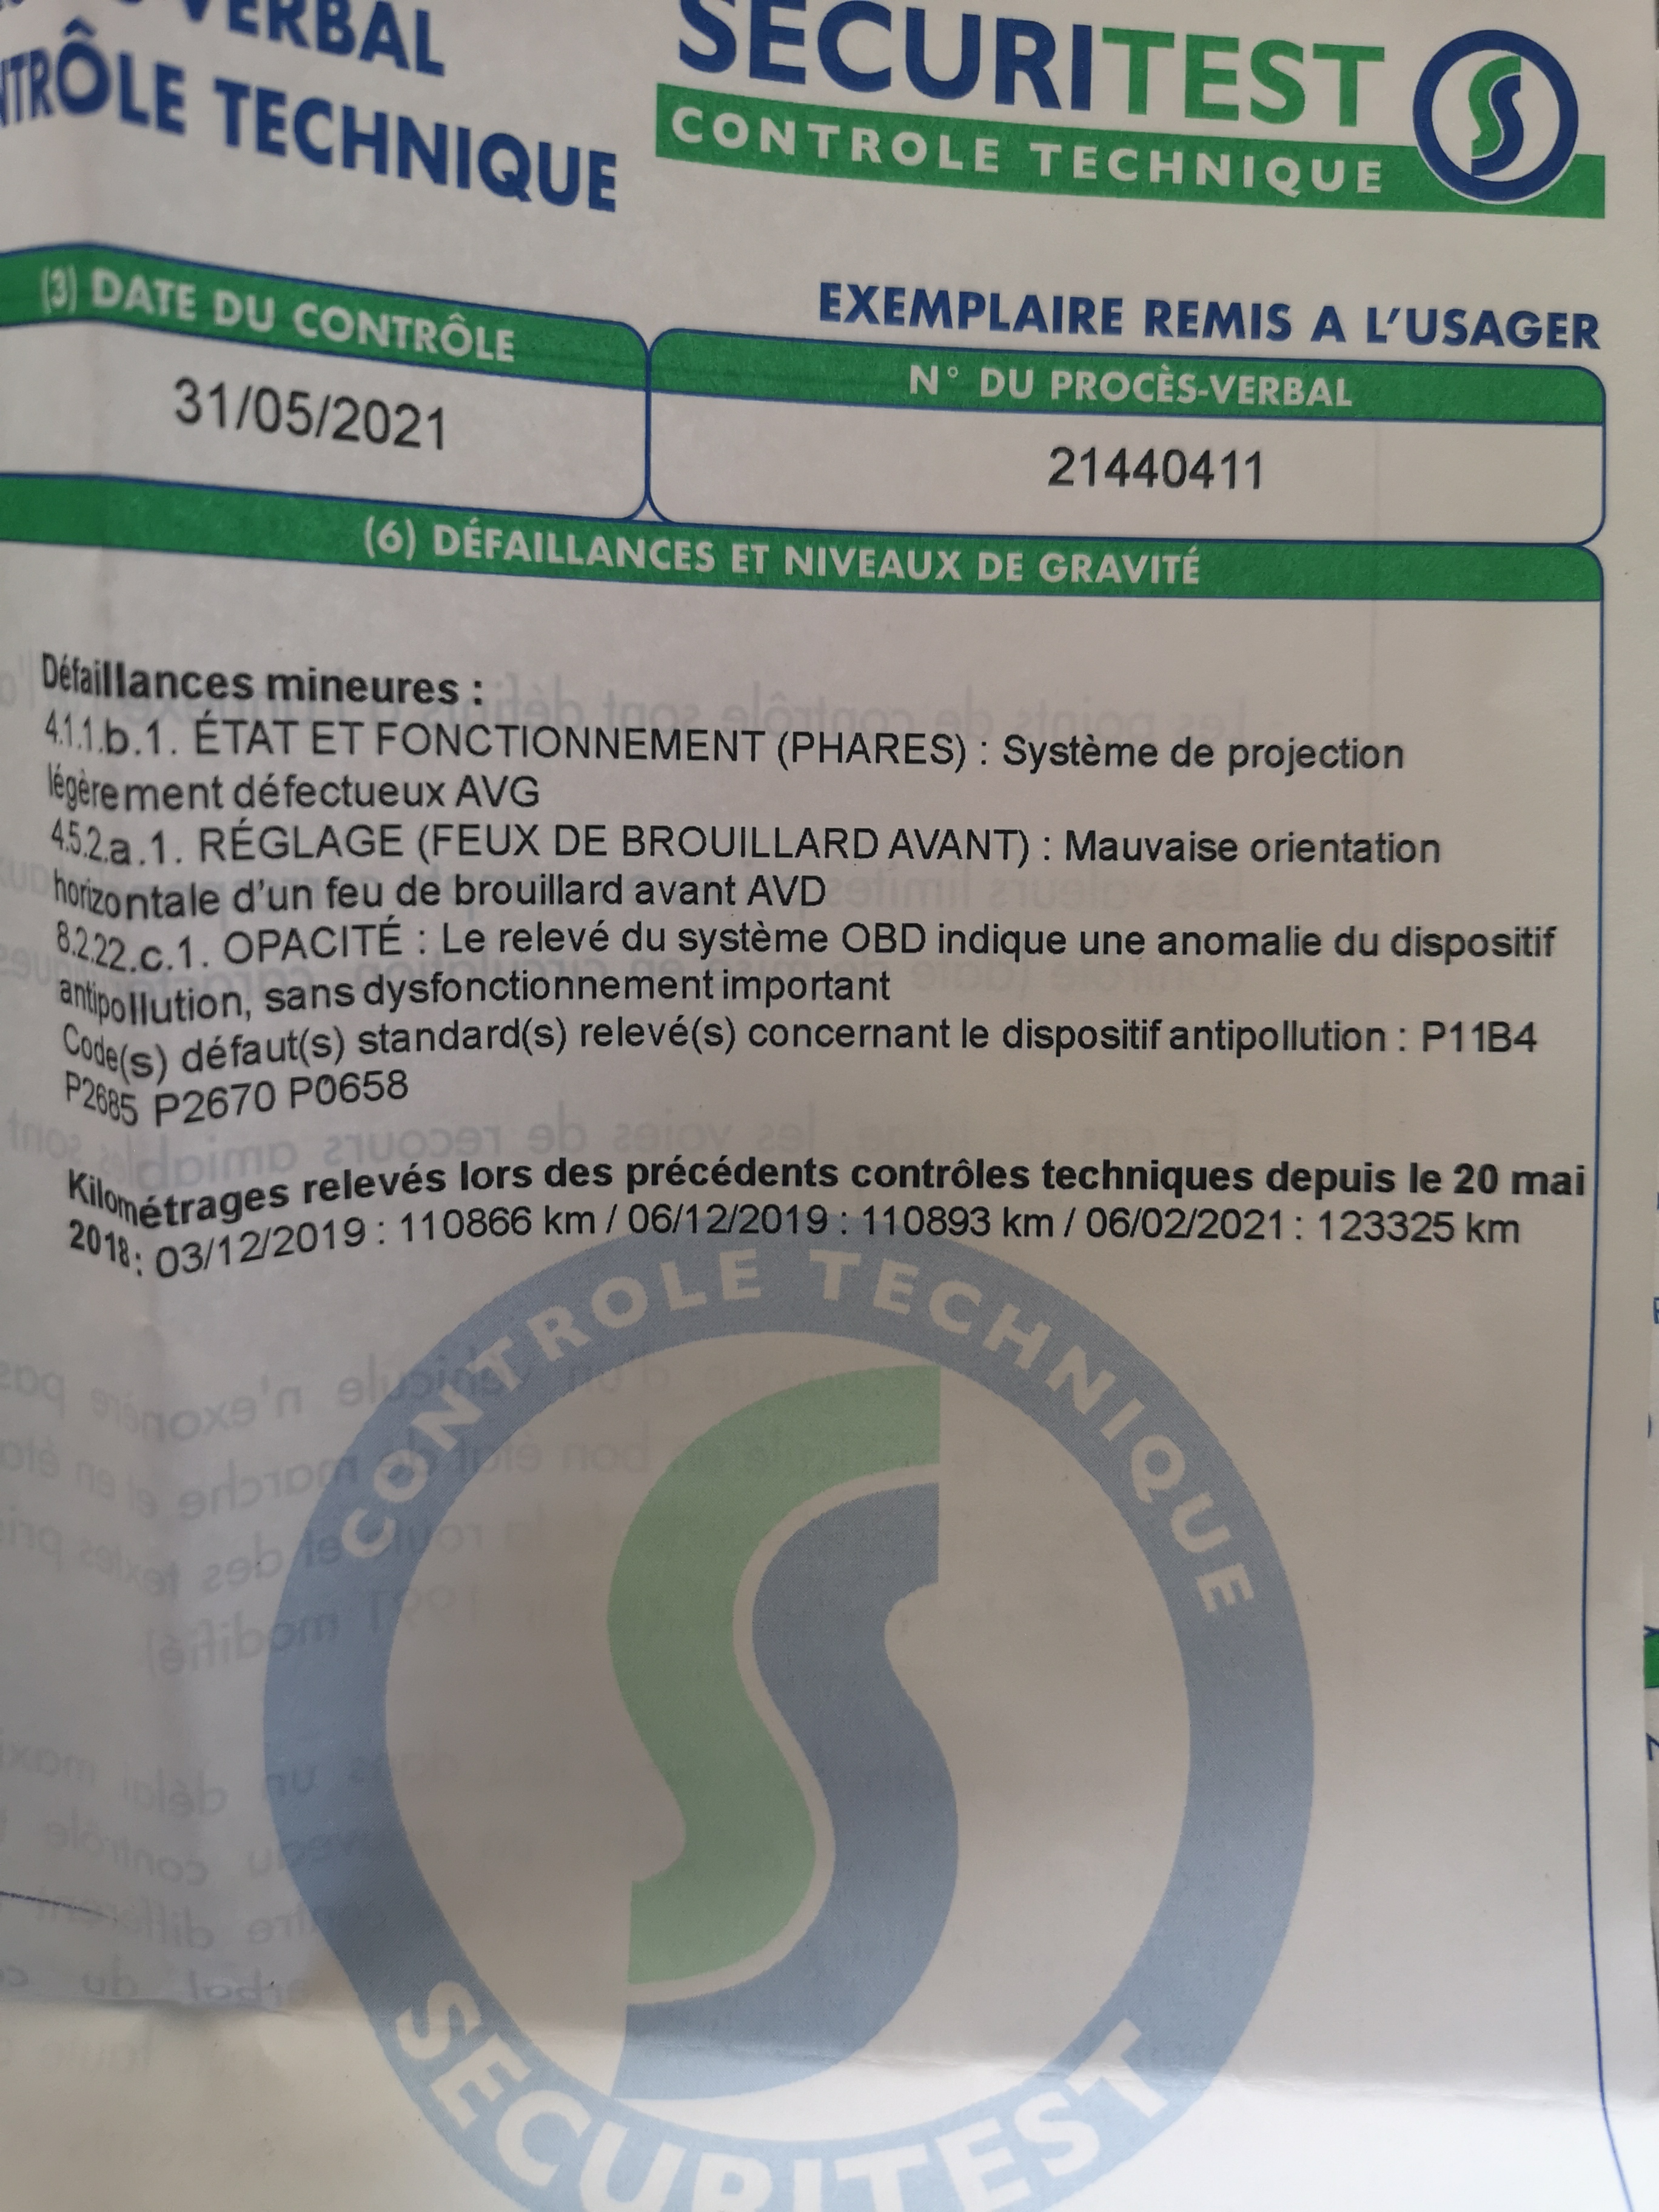 VERBAL
TRÔLE TECHNIQUE
SECURITEST
CONTROLE TECHNIQUE
EXEMPLAIRE REMIS A L'USAGER
(3) DATE DU CONTRÔLE
N° DU PROCÈS-VERBAL
31/05/2021
21440411
(6) DÉFAILLANCES ET NIVEAUX DE GRAVITÉ
Défaillances mineures :
4.1.1.b.1. ÉTAT ET FONCTIONNEMENT (PHARES) : Système de projection
légèrement défectueux AVG
4.5.2.a.1. RÉGLAGE (FEUX DE BROUILLARD AVANT) : Mauvaise orientation
horizontale d'un feu de brouillard avant AVD
8.2.22.c.1. OPACITÉ : Le relevé du système OBD indique une anomalie du dispositif
antipollution, sans dysfonctionnement important
Code(s) défaut(s) standard(s) relevé(s) concernant le dispositif antipollution : P11B4
P2685 P2670 P0658
Kilométrages relevés lors des précédents contrôles techniques depuis le 20 mai
2018: 03/12/2019 : 110866 km / 06/12/2019 : 110893 km / 06/02/2021 : 123325 km
CONTROLE TECHNIQUE
SECURITEST